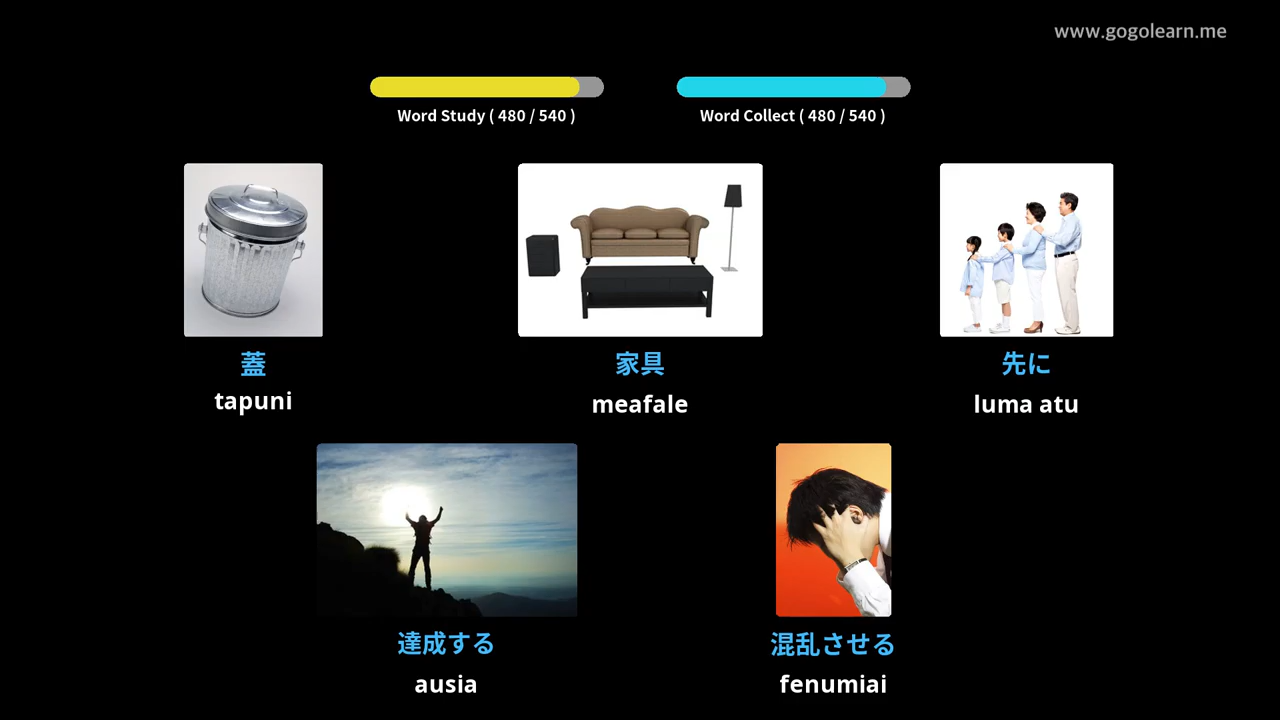 www.gogolearn.me
Word Study ( 480 / 540 )
Word Collect ( 480 / 540 )
蓋
tapuni
家具
meafale
先に
luma atu
達成する
ausia
混乱させる
fenumiai